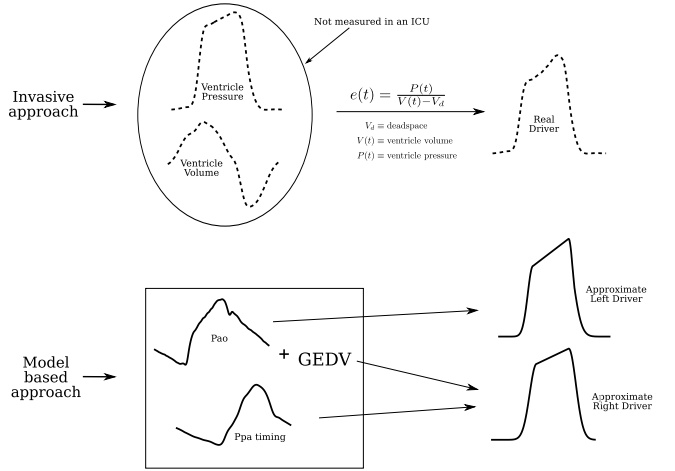 Not measured in an ICU
Invasive
approach
Ventricle
Pressure
Ventricle
Volume
e(t) = P(t) / V(t)−V_d
V_d ≡ deadspace
V(t) ≡ ventricle volume
P(t) ≡ ventricle pressure
Real
Driver
Model
based
approach
Pao
+ GEDV
Ppa timing
Approximate
Left Driver
Approximate
Right Driver